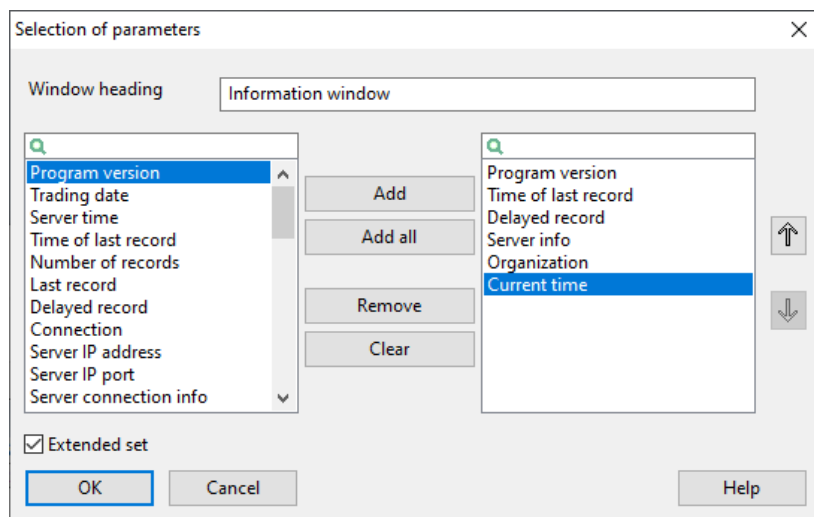 Selection of parameters
Window heading
Information window
Program version
Trading date
Server time
Time of last record
Number of records
Last record
Delayed record
Connection
Server IP address
Server IP port
Server connection info
Add
Add all
Remove
Clear
Program version
Time of last record
Delayed record
Server info
Organization
Current time
Extended set
OK
Cancel
Help